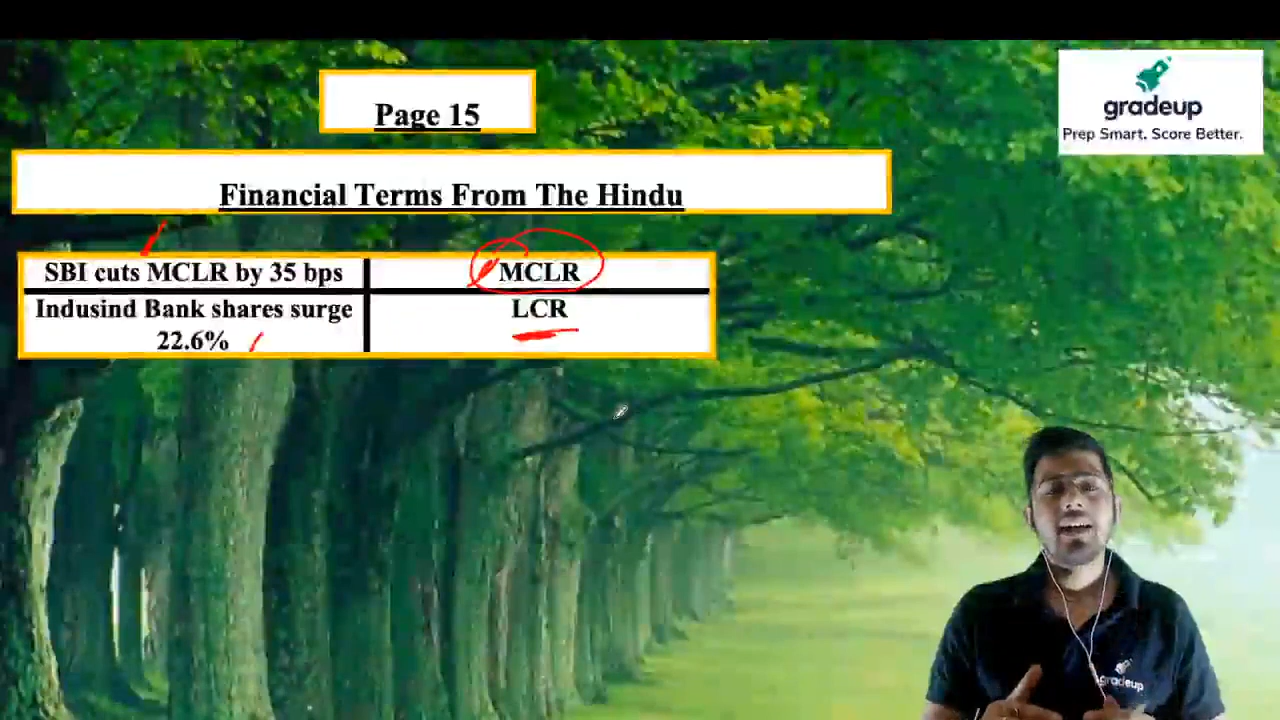 gradeup
Prep Smart. Score Better.
Page 15
Financial Terms From The Hindu
SBI cuts MCLR by 35 bps
MCLR
Indusind Bank shares surge
22.6%
LCR
gradeup